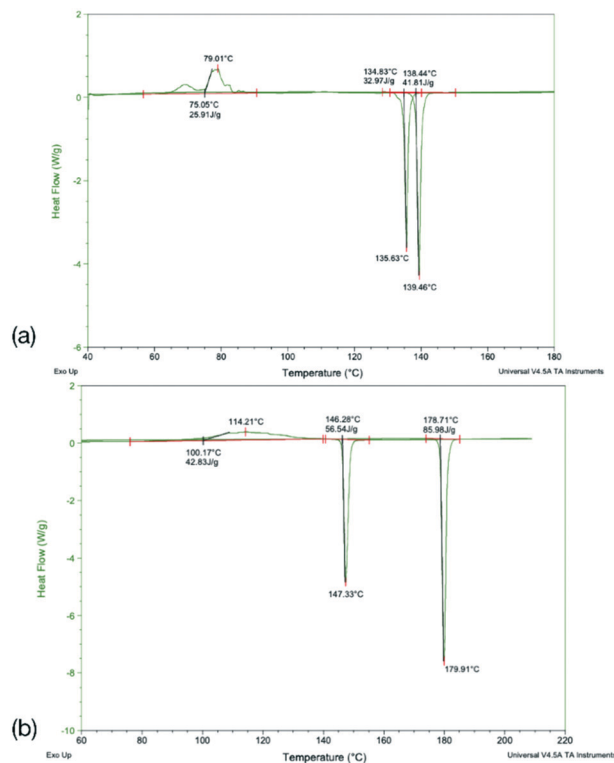 2
79.01°C
134.83°C 138.44°C
32.97J/g 41.81J/g
0
75.05°C
25.91J/g
Heat Flow (W/g)
-2
-4
135.63°C
139.46°C
-6
(a)
40 60 80 100 120 140 160 180
Exo Up Temperature (°C) Universal V4.5A TA Instruments
2
114.21°C 146.28°C 178.71°C
56.54J/g 85.98J/g
0
100.17°C
42.83J/g
-2
Heat Flow (W/g)
-4
147.33°C
-6
-8
179.91°C
(b)
-10
60 80 100 120 140 160 180 200 220
Exo Up Temperature (°C) Universal V4.5A TA Instruments